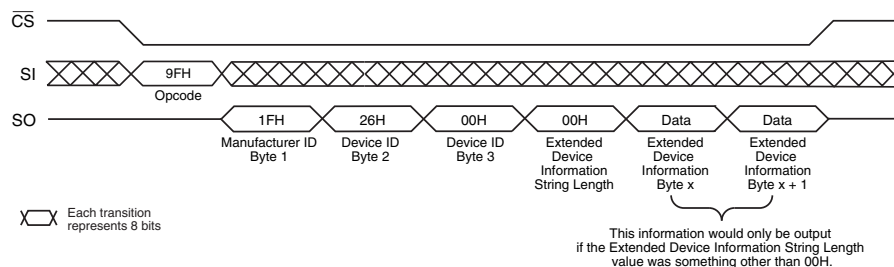 CS
SI
9FH
Opcode
SO
1FH
26H
00H
00H
Data
Data
Manufacturer ID
Byte 1
Device ID
Byte 2
Device ID
Byte 3
Extended
Device
Information
String Length
Extended
Device
Information
Byte x
Extended
Device
Information
Byte x + 1
Each transition
represents 8 bits
This information would only be output
if the Extended Device Information String Length
value was something other than 00H.